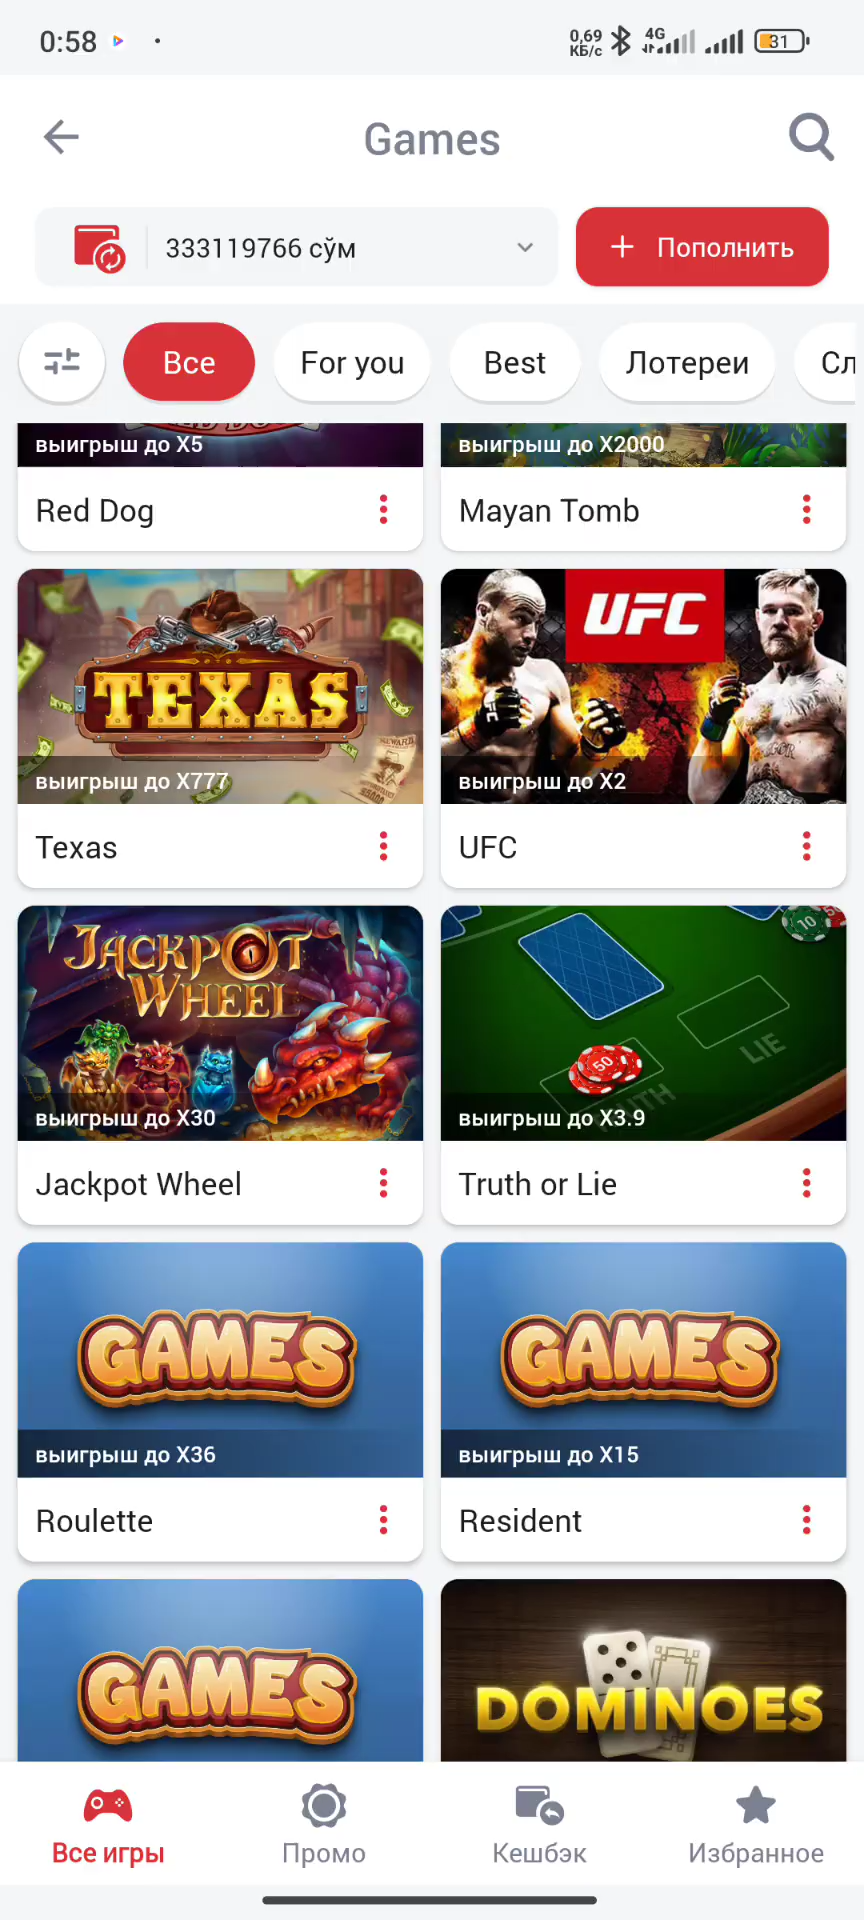 0:58
0,69
КБ/с
4G
31
Games
333119766 сўм
+ Пополнить
Все
For you
Best
Лотереи
Сл
выигрыш до X5
выигрыш до X2000
Red Dog
Mayan Tomb
TEXAS
UFC
выигрыш до X777
выигрыш до X2
Texas
UFC
JACKPOT
WHEEL
10
50
LIE
выигрыш до X30
выигрыш до X3.9
Jackpot Wheel
Truth or Lie
GAMES
GAMES
выигрыш до X36
выигрыш до X15
Roulette
Resident
GAMES
DOMINOES
Все игры
Промо
Кешбэк
Избранное